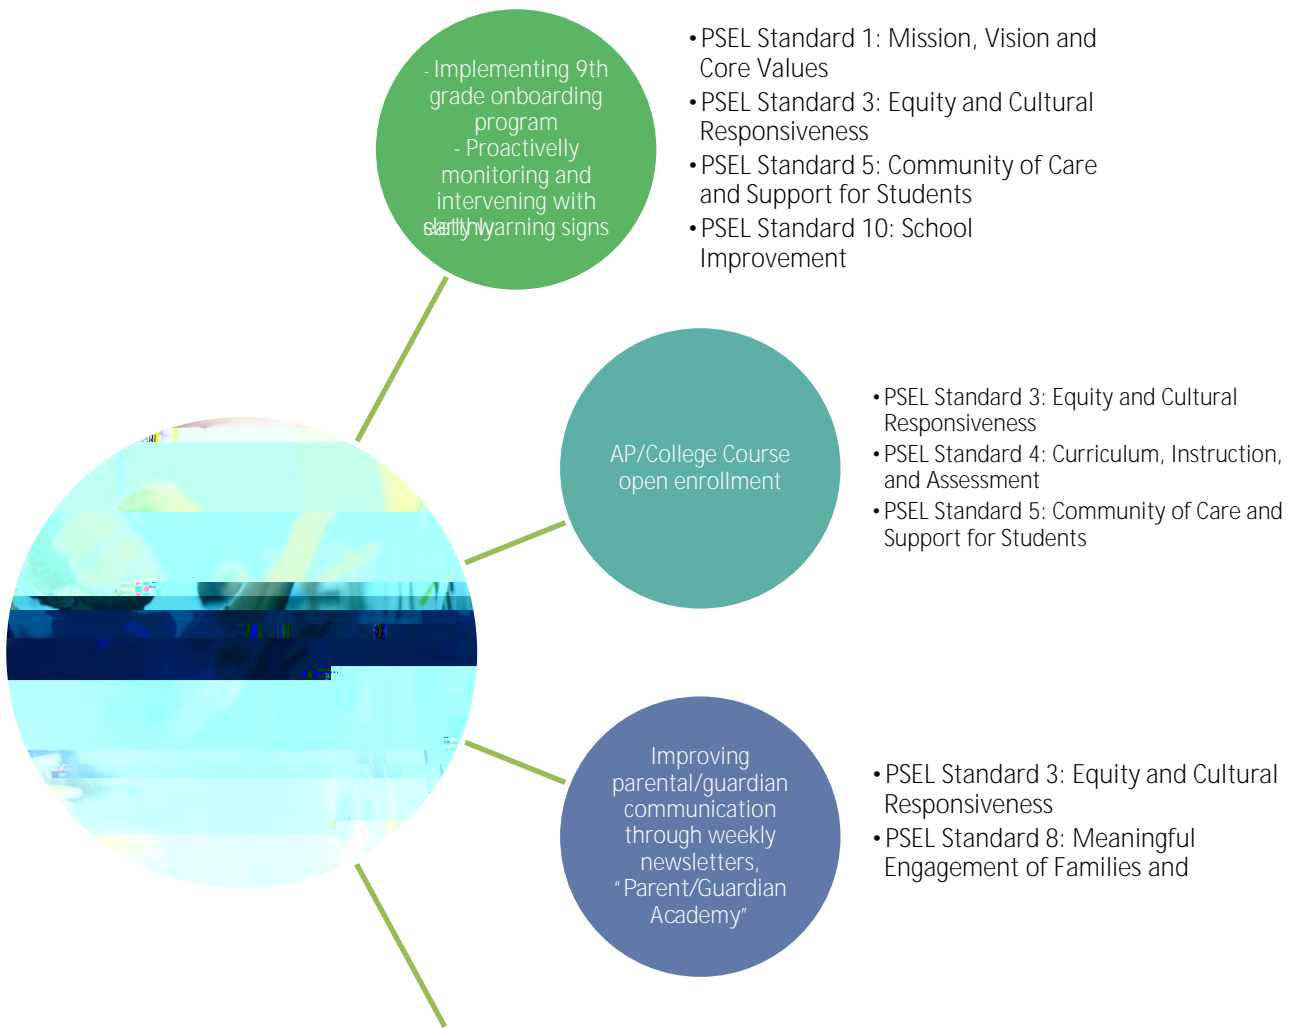 - Implementing 9th
grade onboarding
program
- Proactivelly
monitoring and
intervening with
early warning signs
• PSEL Standard 1: Mission, Vision and
Core Values
• PSEL Standard 3: Equity and Cultural
Responsiveness
• PSEL Standard 5: Community of Care
and Support for Students
• PSEL Standard 10: School
Improvement
AP/College Course
open enrollment
• PSEL Standard 3: Equity and Cultural
Responsiveness
• PSEL Standard 4: Curriculum, Instruction,
and Assessment
• PSEL Standard 5: Community of Care and
Support for Students
Improving
parental/guardian
communication
through weekly
newsletters,
"Parent/Guardian
Academy"
• PSEL Standard 3: Equity and Cultural
Responsiveness
• PSEL Standard 8: Meaningful
Engagement of Families and